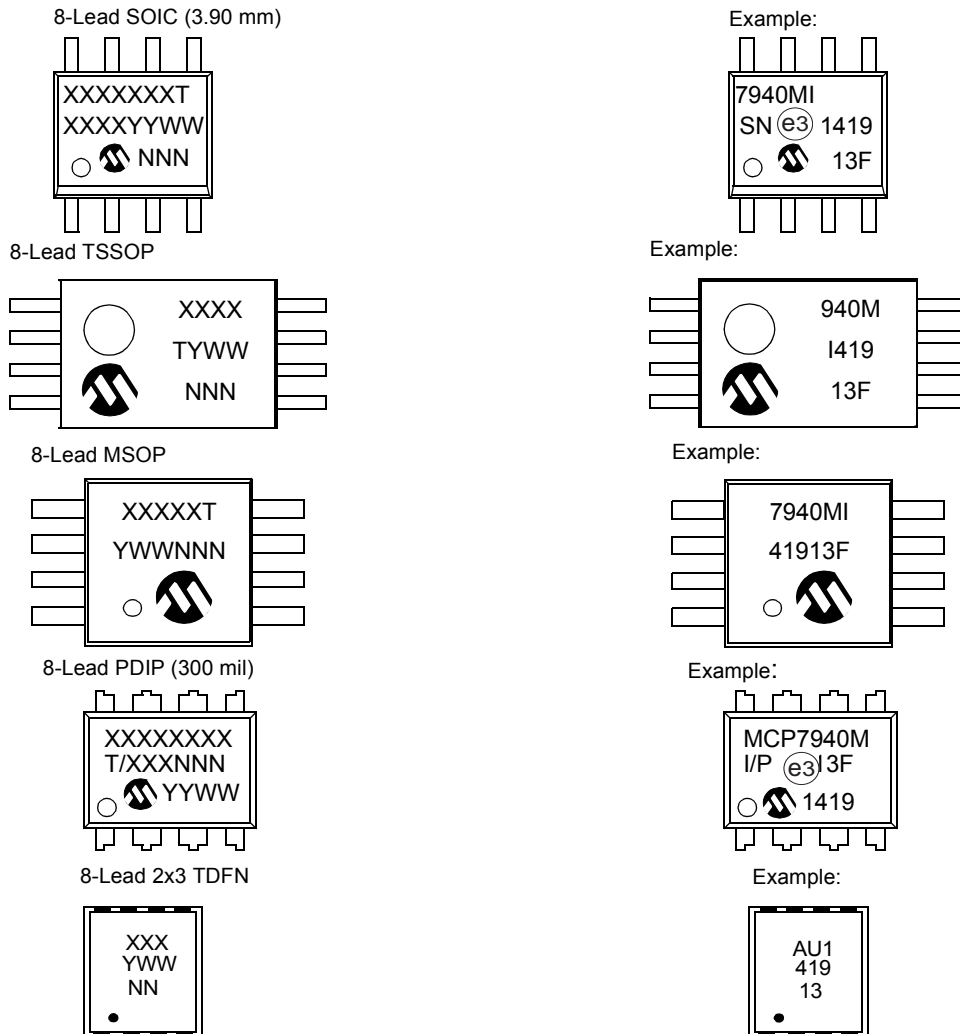 8-Lead SOIC (3.90 mm)
XXXXXXXT
XXXXYYWW
NNN
Example:
7940MI
SN e3 1419
13F
8-Lead TSSOP
XXXX
TYWW
NNN
Example:
940M
I419
13F
8-Lead MSOP
XXXXXT
YWWNNN
Example:
7940MI
41913F
8-Lead PDIP (300 mil)
XXXXXXXX
T/XXXNNN
YYWW
Example:
MCP7940M
I/P e3 13F
1419
8-Lead 2x3 TDFN
XXX
YWW
NN
Example:
AU1
419
13